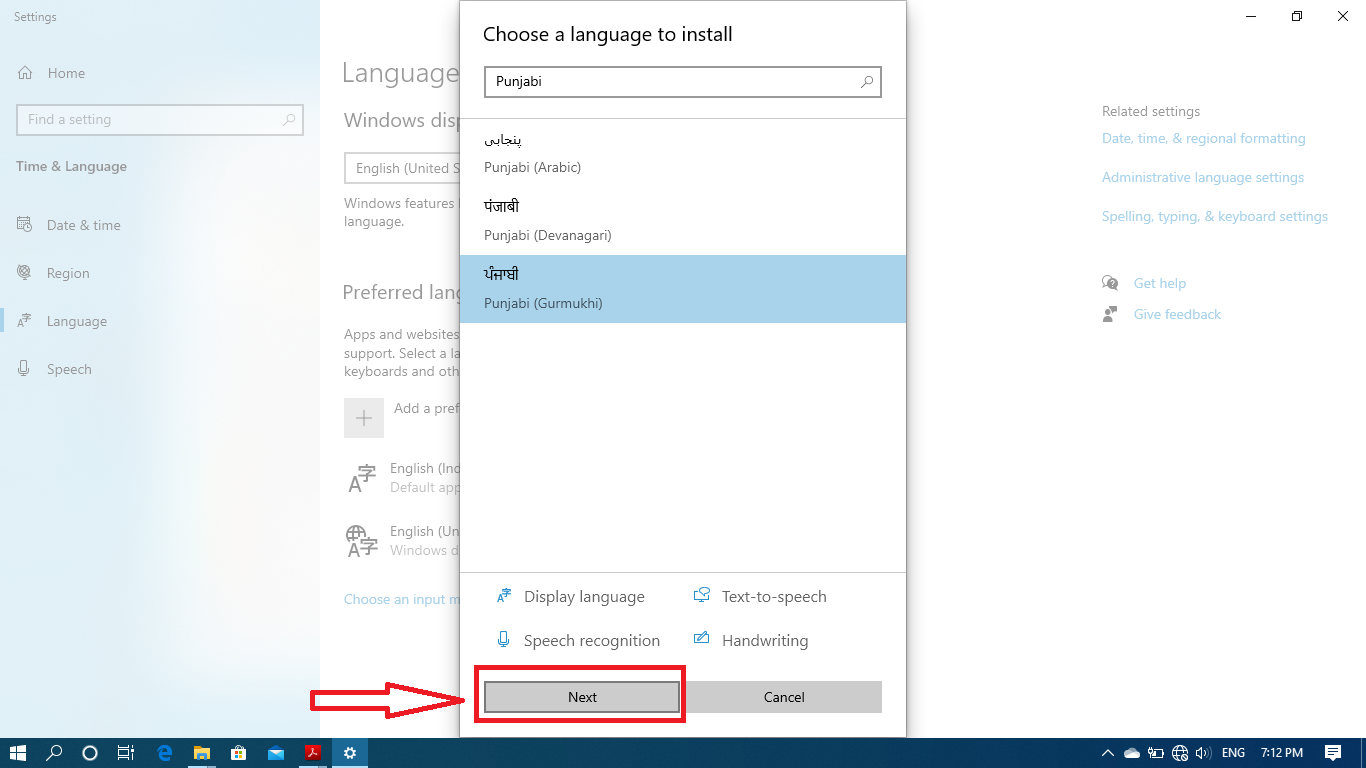 Settings
Home
Find a setting
Time & Language
Date & time
Region
Language
Speech
Language
Windows disp
English (United S
Windows features
language.
Preferred lang
Apps and websites
support. Select a la
keyboards and oth
Add a pref
English (Ind
Default app
English (Un
Windows d
Choose an input m
Choose a language to install
Punjabi
پنجابی
Punjabi (Arabic)
पंजाबी
Punjabi (Devanagari)
ਪੰਜਾਬੀ
Punjabi (Gurmukhi)
Display language
Text-to-speech
Speech recognition
Handwriting
Next
Cancel
Related settings
Date, time, & regional formatting
Administrative language settings
Spelling, typing, & keyboard settings
Get help
Give feedback
ENG
7:12 PM